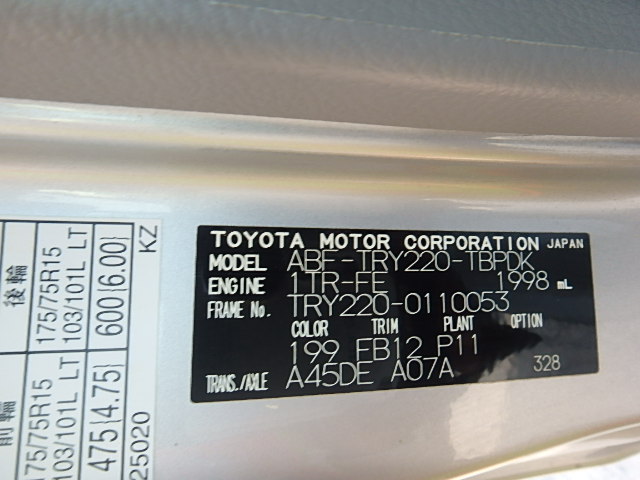 TOYOTA MOTOR CORPORATION JAPAN
MODEL ABF-TRY220-TBPDK
ENGINE 1TR-FE 1998 mL
FRAME No. TRY220-0110053
COLOR TRIM PLANT OPTION
199 FB12 P11
TRANS./AXLE A45DE A07A 328
前輪
175/75R15
103/101L LT
475 (4.75)
25020
後輪
175/75R15
103/101L LT
600 (6.00)
KZ